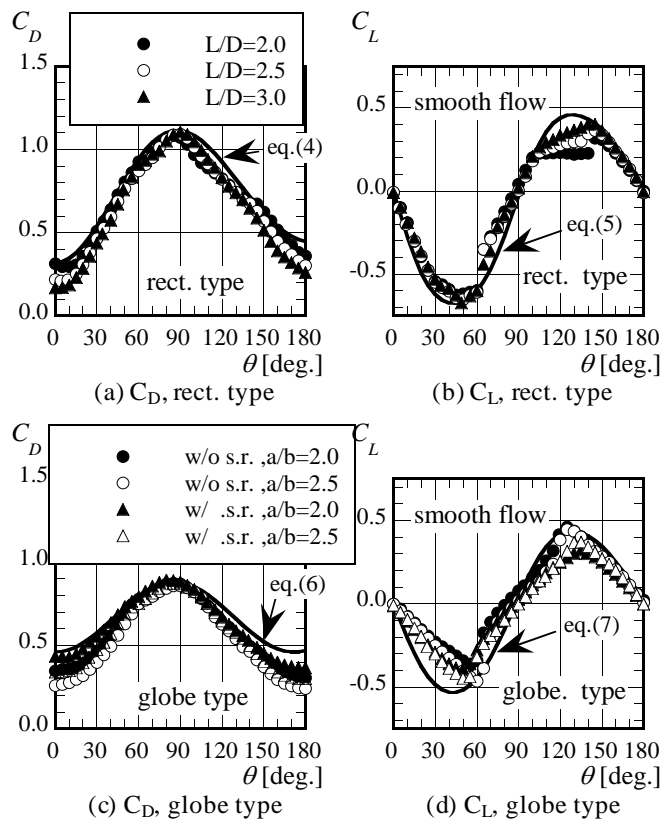 C_D
1.5
1.0
0.5
0.0
L/D=2.0
L/D=2.5
L/D=3.0
eq.(4)
rect. type
0 30 60 90 120 150 180
θ [deg.]
(a) C_D, rect. type
C_L
0.5
0.0
-0.5
smooth flow
eq.(5)
rect. type
0 30 60 90 120 150 180
θ [deg.]
(b) C_L, rect. type
C_D
1.5
1.0
0.5
0.0
w/o s.r. ,a/b=2.0
w/o s.r. ,a/b=2.5
w/ .s.r. ,a/b=2.0
w/ .s.r. ,a/b=2.5
eq.(6)
globe type
0 30 60 90 120 150 180
θ [deg.]
(c) C_D, globe type
C_L
0.5
0.0
-0.5
smooth flow
eq.(7)
globe. type
0 30 60 90 120 150 180
θ [deg.]
(d) C_L, globe type